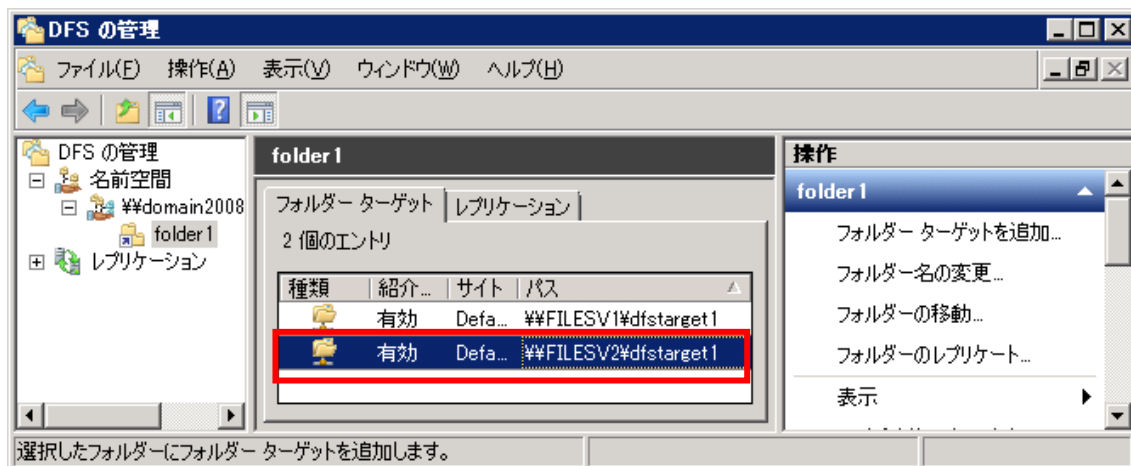 DFS の管理
ファイル(F) 操作(A) 表示(V) ウィンドウ(W) ヘルプ(H)
DFS の管理
名前空間
¥¥domain2008
folder1
レプリケーション
folder1
フォルダー ターゲット レプリケーション
2 個のエントリ
種類 紹介... サイト パス
有効 Defa... ¥¥FILESV1¥dfstarget1
有効 Defa... ¥¥FILESV2¥dfstarget1
操作
folder1
フォルダー ターゲットを追加...
フォルダー名の変更...
フォルダーの移動...
フォルダーのレプリケート...
表示
選択したフォルダーにフォルダー ターゲットを追加します。